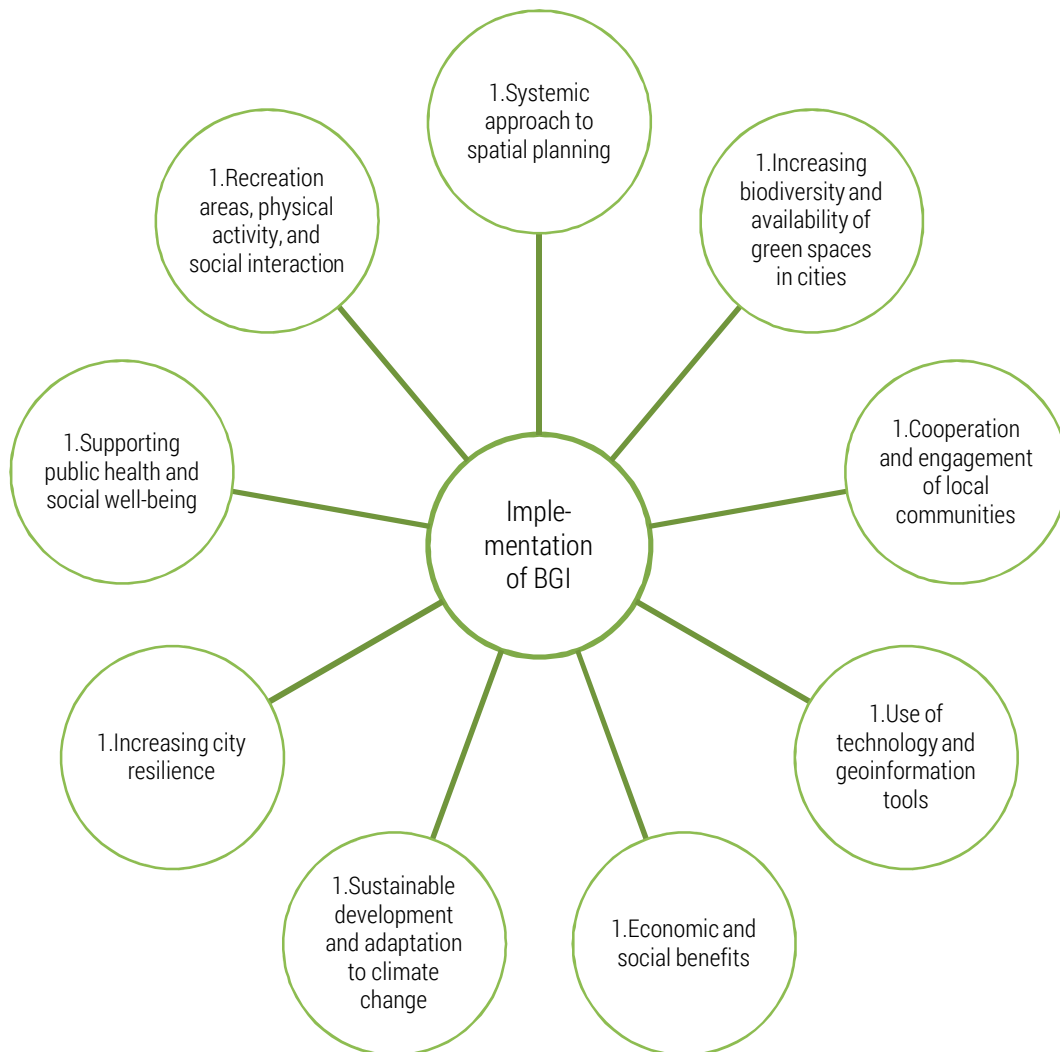 1.Systemic
approach to
spatial planning
1.Increasing
biodiversity and
availability of
green spaces
in cities
1.Cooperation
and engagement
of local
communities
1.Use of
technology and
geoinformation
tools
1.Economic and
social benefits
1.Sustainable
development
and adaptation
to climate
change
1.Increasing city
resilience
1.Supporting
public health and
social well-being
1.Recreation
areas, physical
activity, and
social interaction
Imple-
mentation
of BGI